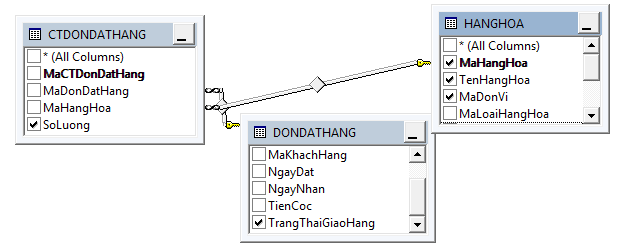 CTDONDATHANG
* (All Columns)
MaCTDonDatHang
MaDonDatHang
MaHangHoa
SoLuong
HANGHOA
* (All Columns)
MaHangHoa
TenHangHoa
MaDonVi
MaLoaiHangHoa
DONDATHANG
MaKhachHang
NgayDat
NgayNhan
TienCoc
TrangThaiGiaoHang